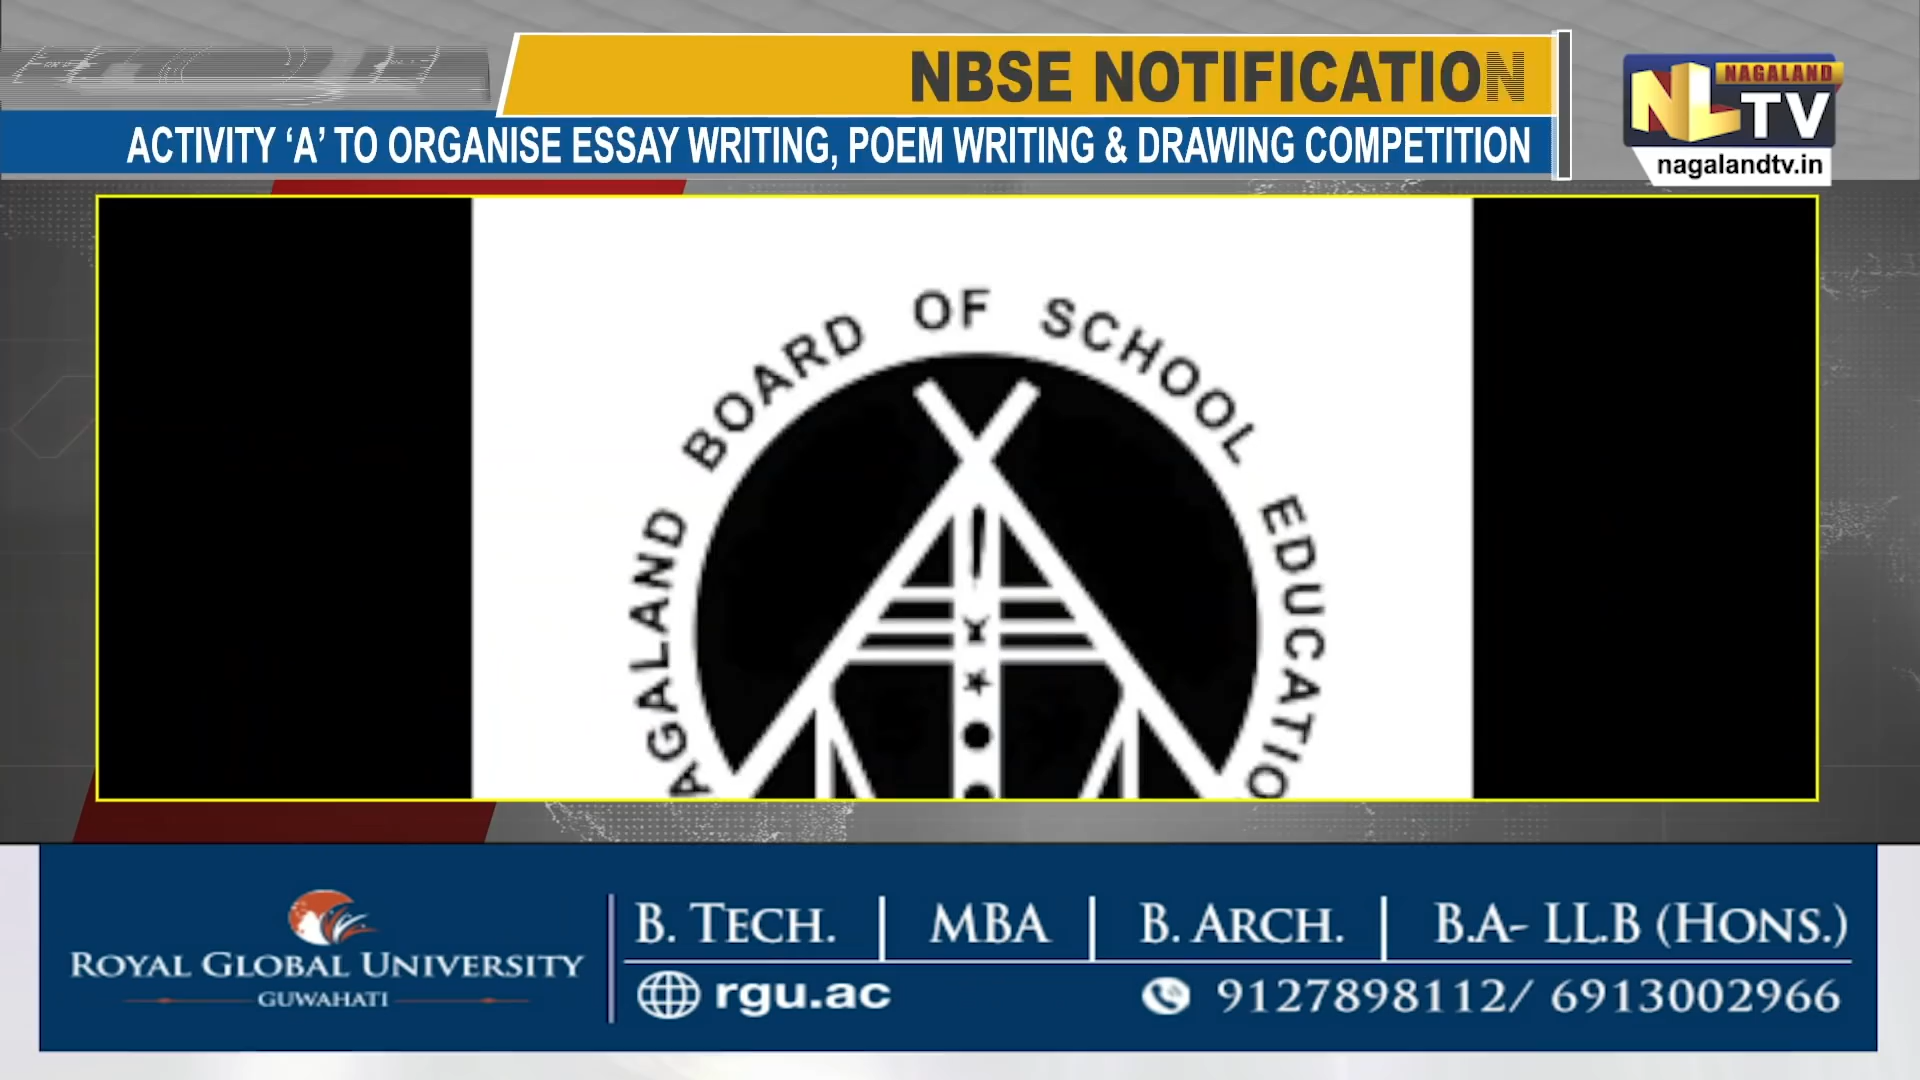 NBSE NOTIFICATION
ACTIVITY ‘A’ TO ORGANISE ESSAY WRITING, POEM WRITING & DRAWING COMPETITION
NAGALAND
NL TV
nagalandtv.in
AGALAND BOARD OF SCHOOL EDUCATIO
ROYAL GLOBAL UNIVERSITY
GUWAHATI
B. TECH. | MBA | B. ARCH. | B.A- LL.B (HONS.)
rgu.ac
9127898112/ 6913002966